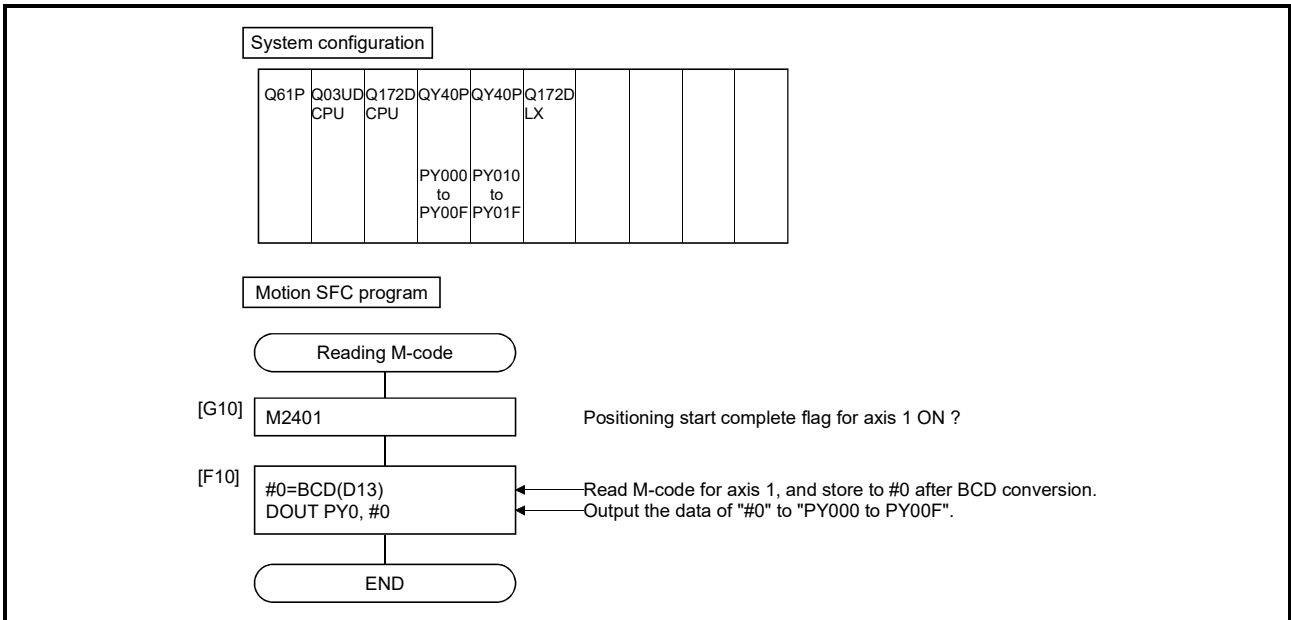 System configuration
Q61P Q03UD Q172D QY40P QY40P Q172D
CPU CPU LX
PY000 PY010
to to
PY00F PY01F
Motion SFC program
Reading M-code
[G10] M2401 Positioning start complete flag for axis 1 ON ?
[F10]
#0=BCD(D13) Read M-code for axis 1, and store to #0 after BCD conversion.
DOUT PY0, #0 Output the data of "#0" to "PY000 to PY00F".
END